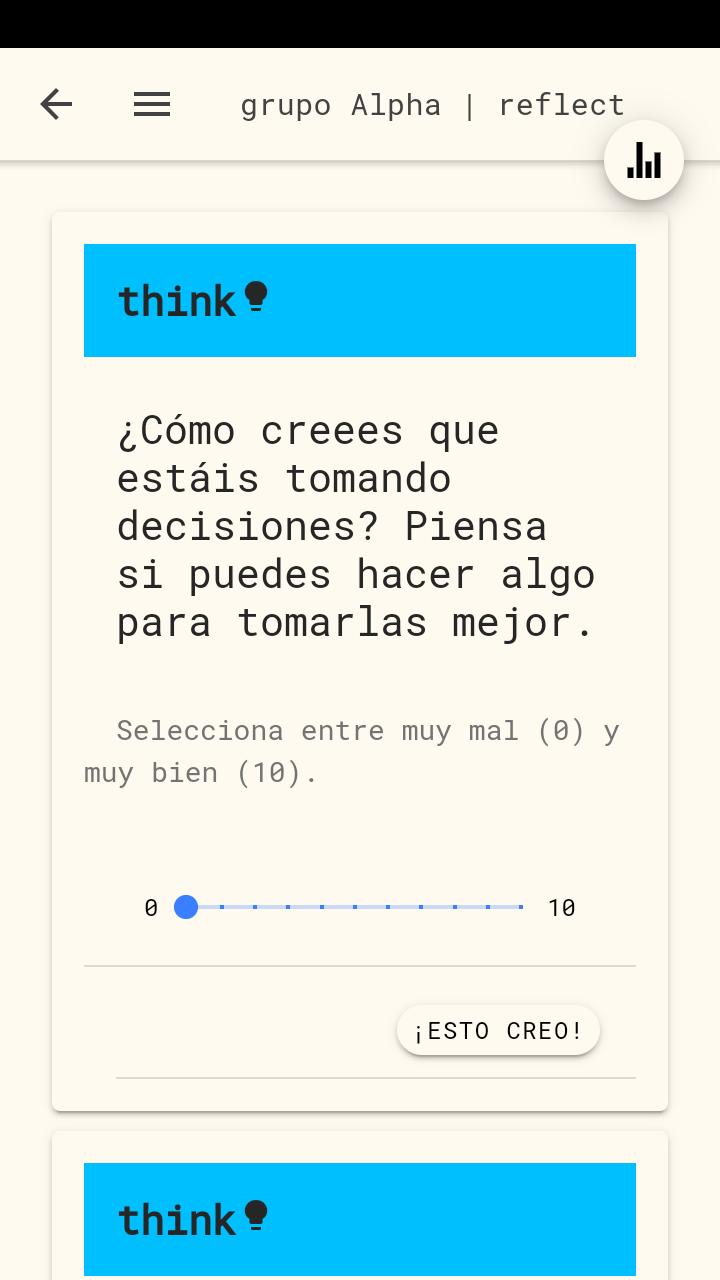 grupo Alpha | reflect
think
¿Cómo creees que
estáis tomando
decisiones? Piensa
si puedes hacer algo
para tomarlas mejor.
Selecciona entre muy mal (0) y
muy bien (10).
0 10
¡ESTO CREO!
think